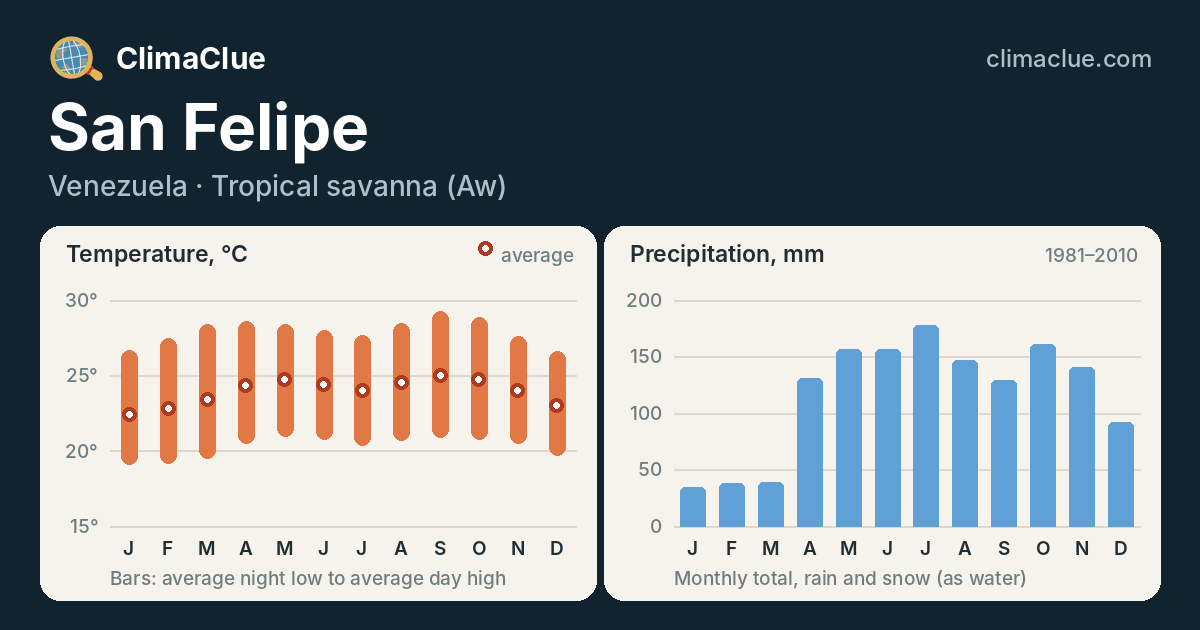 ClimaClue
climaclue.com
San Felipe
Venezuela · Tropical savanna (Aw)
Temperature, °C
average
30°
25°
20°
15°
J F M A M J J A S O N D
Bars: average night low to average day high
Precipitation, mm
1981–2010
200
150
100
50
0
J F M A M J J A S O N D
Monthly total, rain and snow (as water)